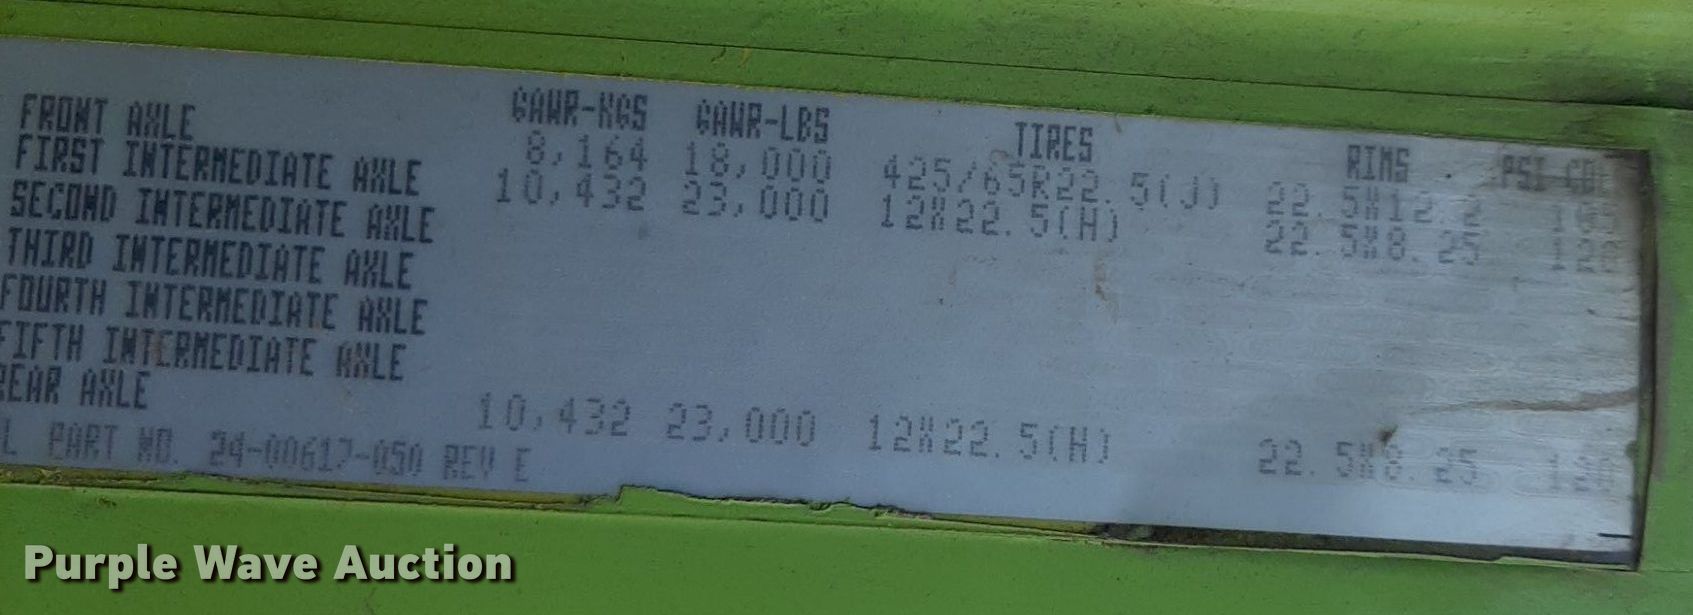 GAWR-KGS GAWR-LBS TIRES RIMS
FRONT AXLE 8,164 18,000 425/65R22.5(J) 22.5X12.2
FIRST INTERMEDIATE AXLE 10,432 23,000 12X22.5(H) 22.5X8.25
SECOND INTERMEDIATE AXLE
THIRD INTERMEDIATE AXLE
FOURTH INTERMEDIATE AXLE
FIFTH INTERMEDIATE AXLE
REAR AXLE 10,432 23,000 12X22.5(H) 22.5X8.25
PART NO. 24-00617-050 REV E
Purple Wave Auction